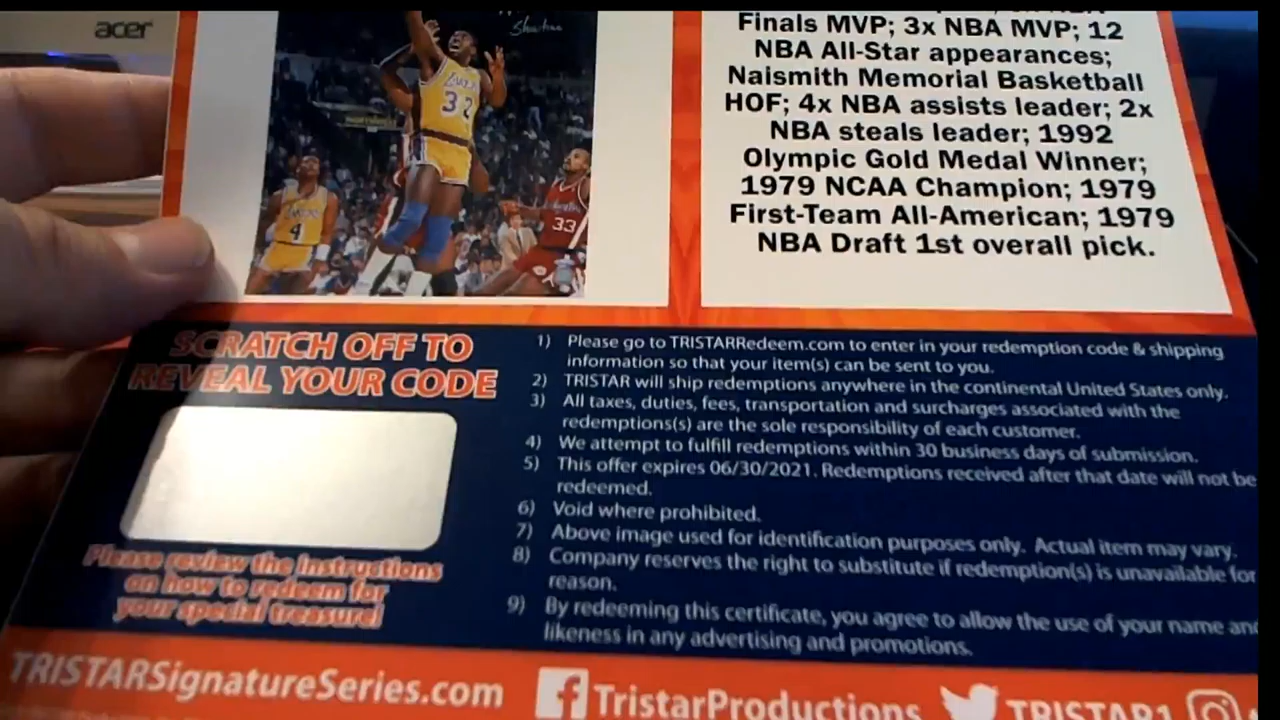 acer
LAKERS
32
4
33
Finals MVP; 3x NBA MVP; 12
NBA All-Star appearances;
Naismith Memorial Basketball
HOF; 4x NBA assists leader; 2x
NBA steals leader; 1992
Olympic Gold Medal Winner;
1979 NCAA Champion; 1979
First-Team All-American; 1979
NBA Draft 1st overall pick.
SCRATCH OFF TO
REVEAL YOUR CODE
Please review the instructions
on how to redeem for
your special treasure!
1) Please go to TRISTARRedeem.com to enter in your redemption code & shipping
information so that your item(s) can be sent to you.
2) TRISTAR will ship redemptions anywhere in the continental United States only.
3) All taxes, duties, fees, transportation and surcharges associated with the
redemptions(s) are the sole responsibility of each customer.
4) We attempt to fulfill redemptions within 30 business days of submission.
5) This offer expires 06/30/2021. Redemptions received after that date will not be
redeemed.
6) Void where prohibited.
7) Above image used for identification purposes only. Actual item may vary.
8) Company reserves the right to substitute if redemption(s) is unavailable for
reason.
9) By redeeming this certificate, you agree to allow the use of your name and
likeness in any advertising and promotions.
TRISTARSignatureSeries.com
TristarProductions
TRISTAR1